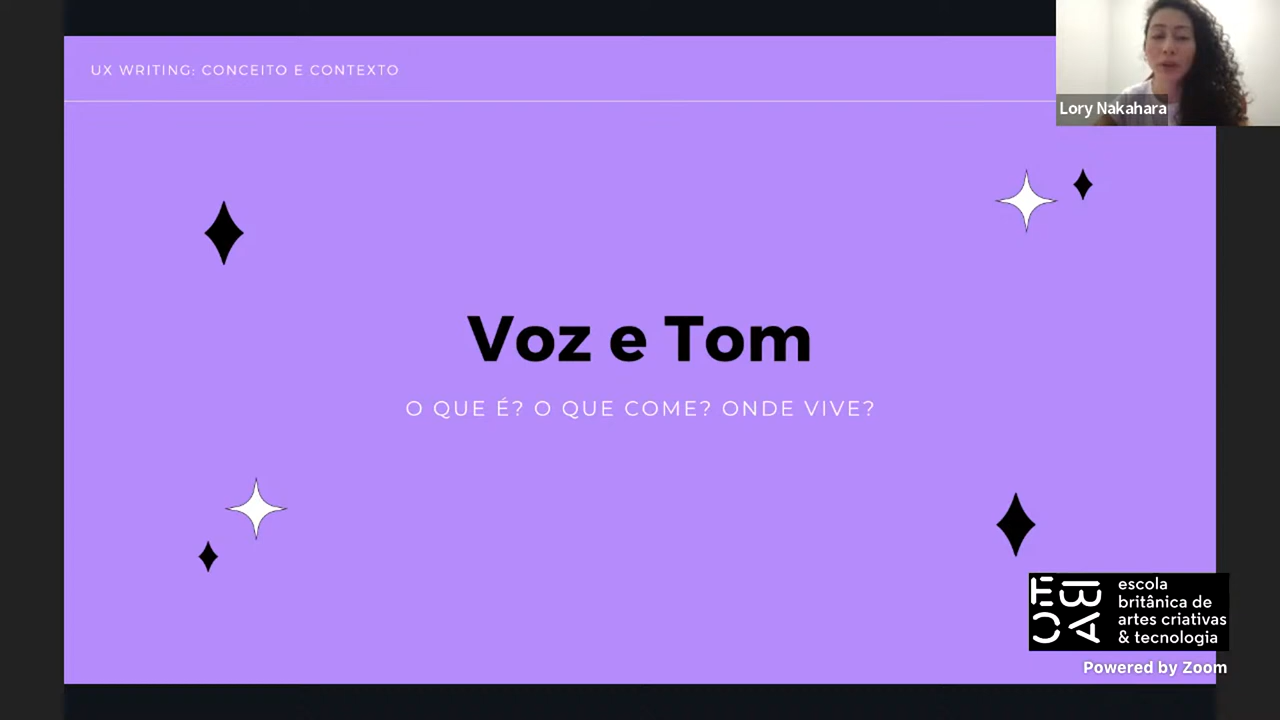 UX WRITING: CONCEITO E CONTEXTO
Lory Nakahara
Voz e Tom
O QUE É? O QUE COME? ONDE VIVE?
EBAC
escola
britânica de
artes criativas
& tecnologia
Powered by Zoom